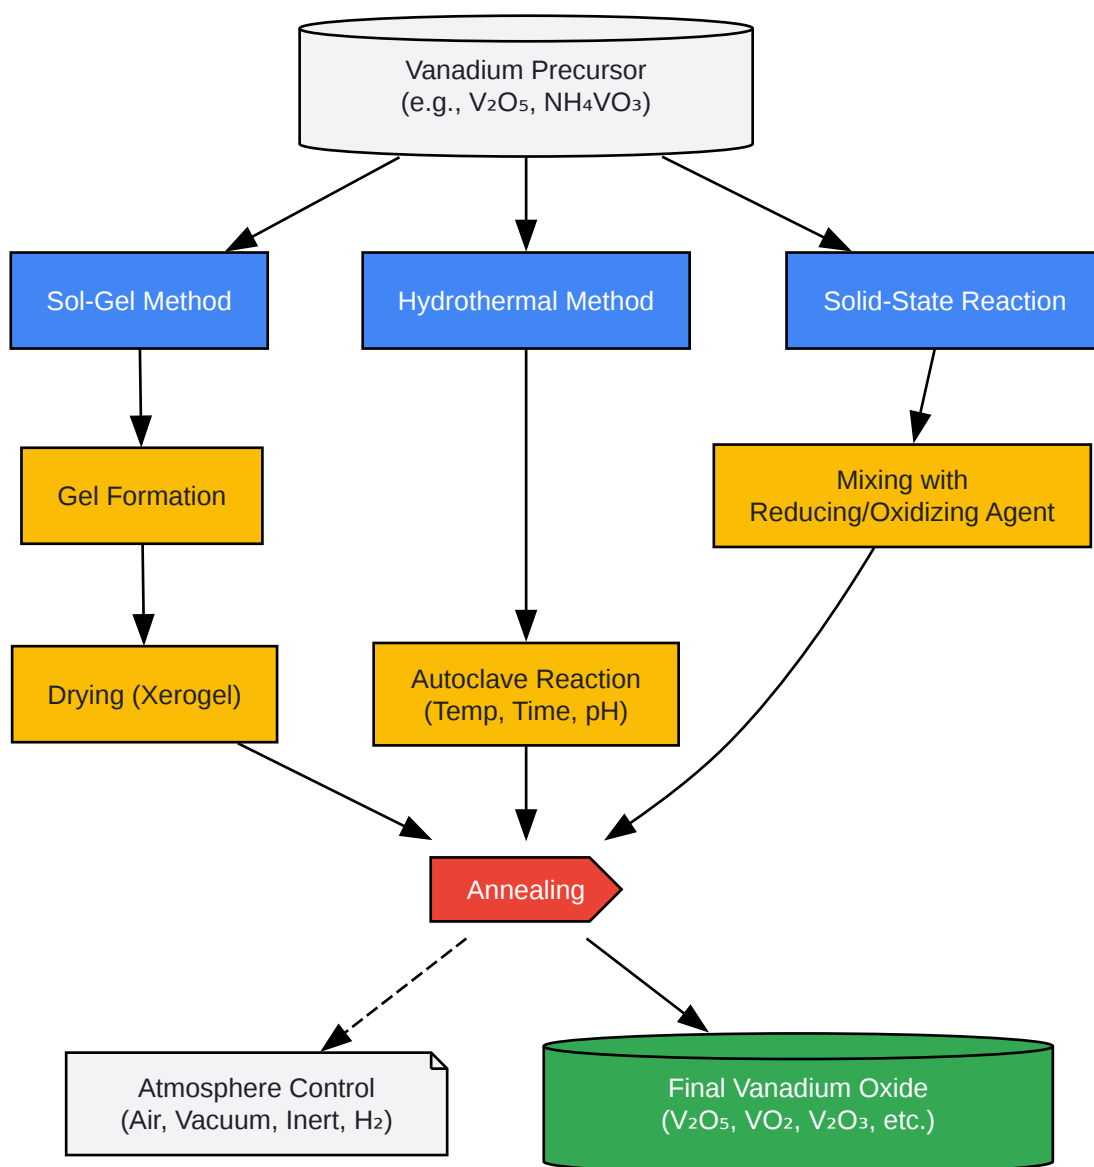 Vanadium Precursor
(e.g., V₂O₅, NH₄VO₃)
Sol-Gel Method
Hydrothermal Method
Solid-State Reaction
Gel Formation
Mixing with
Reducing/Oxidizing Agent
Drying (Xerogel)
Autoclave Reaction
(Temp, Time, pH)
Annealing
Atmosphere Control
(Air, Vacuum, Inert, H₂)
Final Vanadium Oxide
(V₂O₅, VO₂, V₂O₃, etc.)